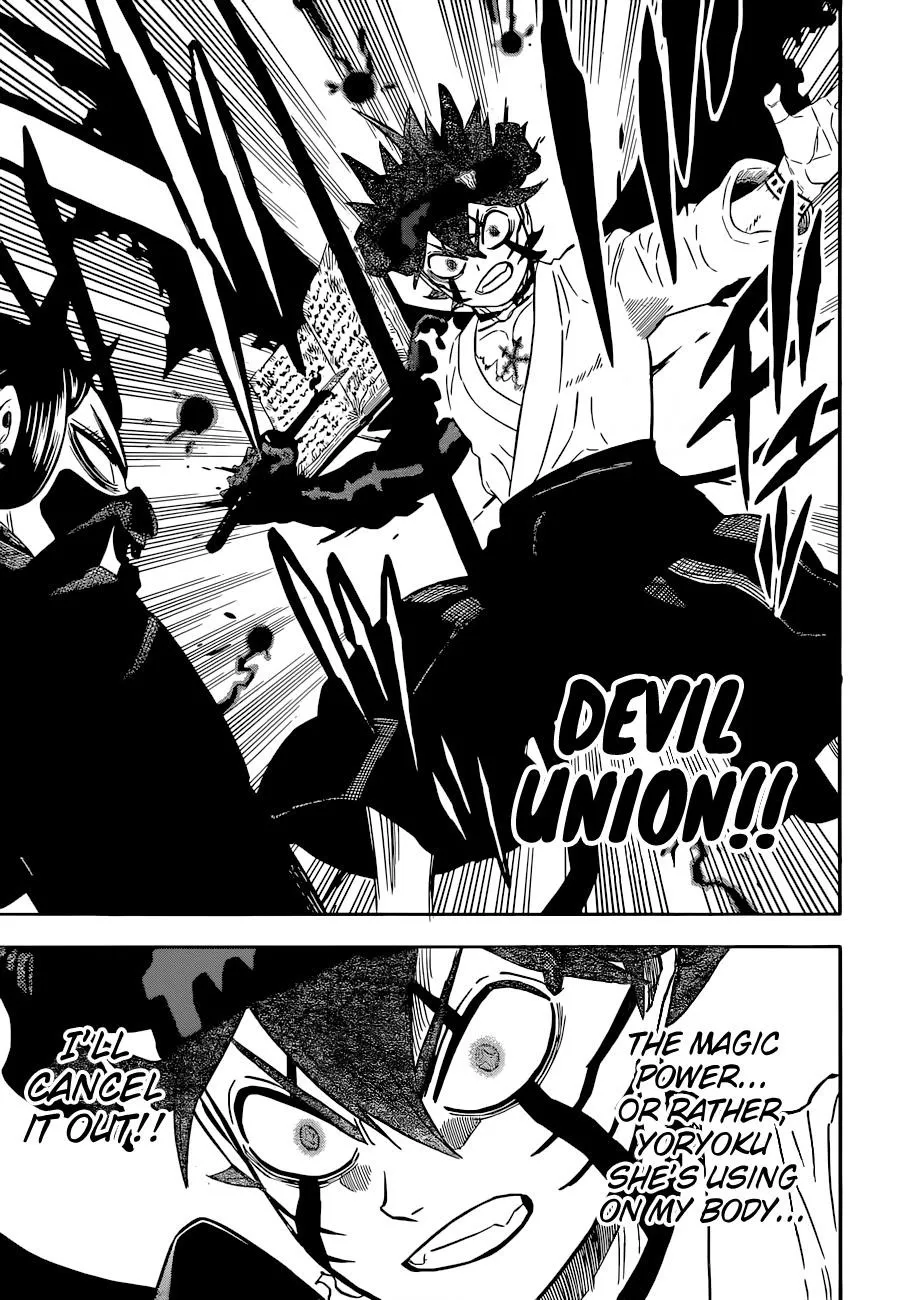 DEVIL
UNION!!
THE MAGIC
POWER...
OR RATHER,
YORYOKU
SHE'S USING
ON MY BODY...
I'LL
CANCEL
IT OUT!!